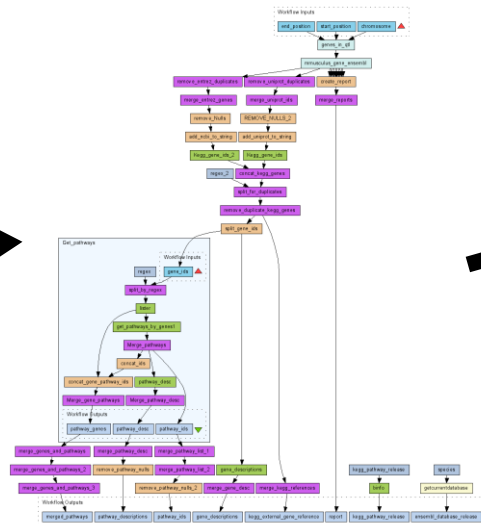 Workflow Inputs
end_position start_position chromosome
genes_in_qtl
mmusculus_gene_ensembl
remove_entrez_duplicates remove_uniprot_duplicates create_report
merge_entrez_genes merge_uniprot_ids merge_reports
remove_Nulls REMOVE_NULLS_2
add_ncbi_to_string add_uniprot_to_string
Kegg_gene_ids_2 Kegg_gene_ids
regex_2 concat_kegg_genes
split_for_duplicates
remove_duplicate_kegg_genes
split_gene_ids
Get_pathways
Workflow Inputs
regex gene_ids
split_by_regex
get_pathways_by_genes1
Merge_pathways
concat_ids
concat_gene_pathway_ids pathway_desc
Merge_gene_pathways Merge_pathway_desc
Workflow Outputs
pathway_genes pathway_desc pathway_ids
merge_genes_and_pathways merge_pathway_desc merge_pathway_list_1
merge_genes_and_pathways_2 remove_pathway_nulls merge_pathway_list_2 gene_descriptions kegg_pathway_release species
merge_genes_and_pathways_3 remove_pathway_nulls_2 merge_gene_desc merge_kegg_references binfo getcurrentdatabase
Workflow Outputs
merged_pathways pathway_descriptions pathway_ids gene_descriptions kegg_external_gene_reference report kegg_pathway_release ensembl_database_release